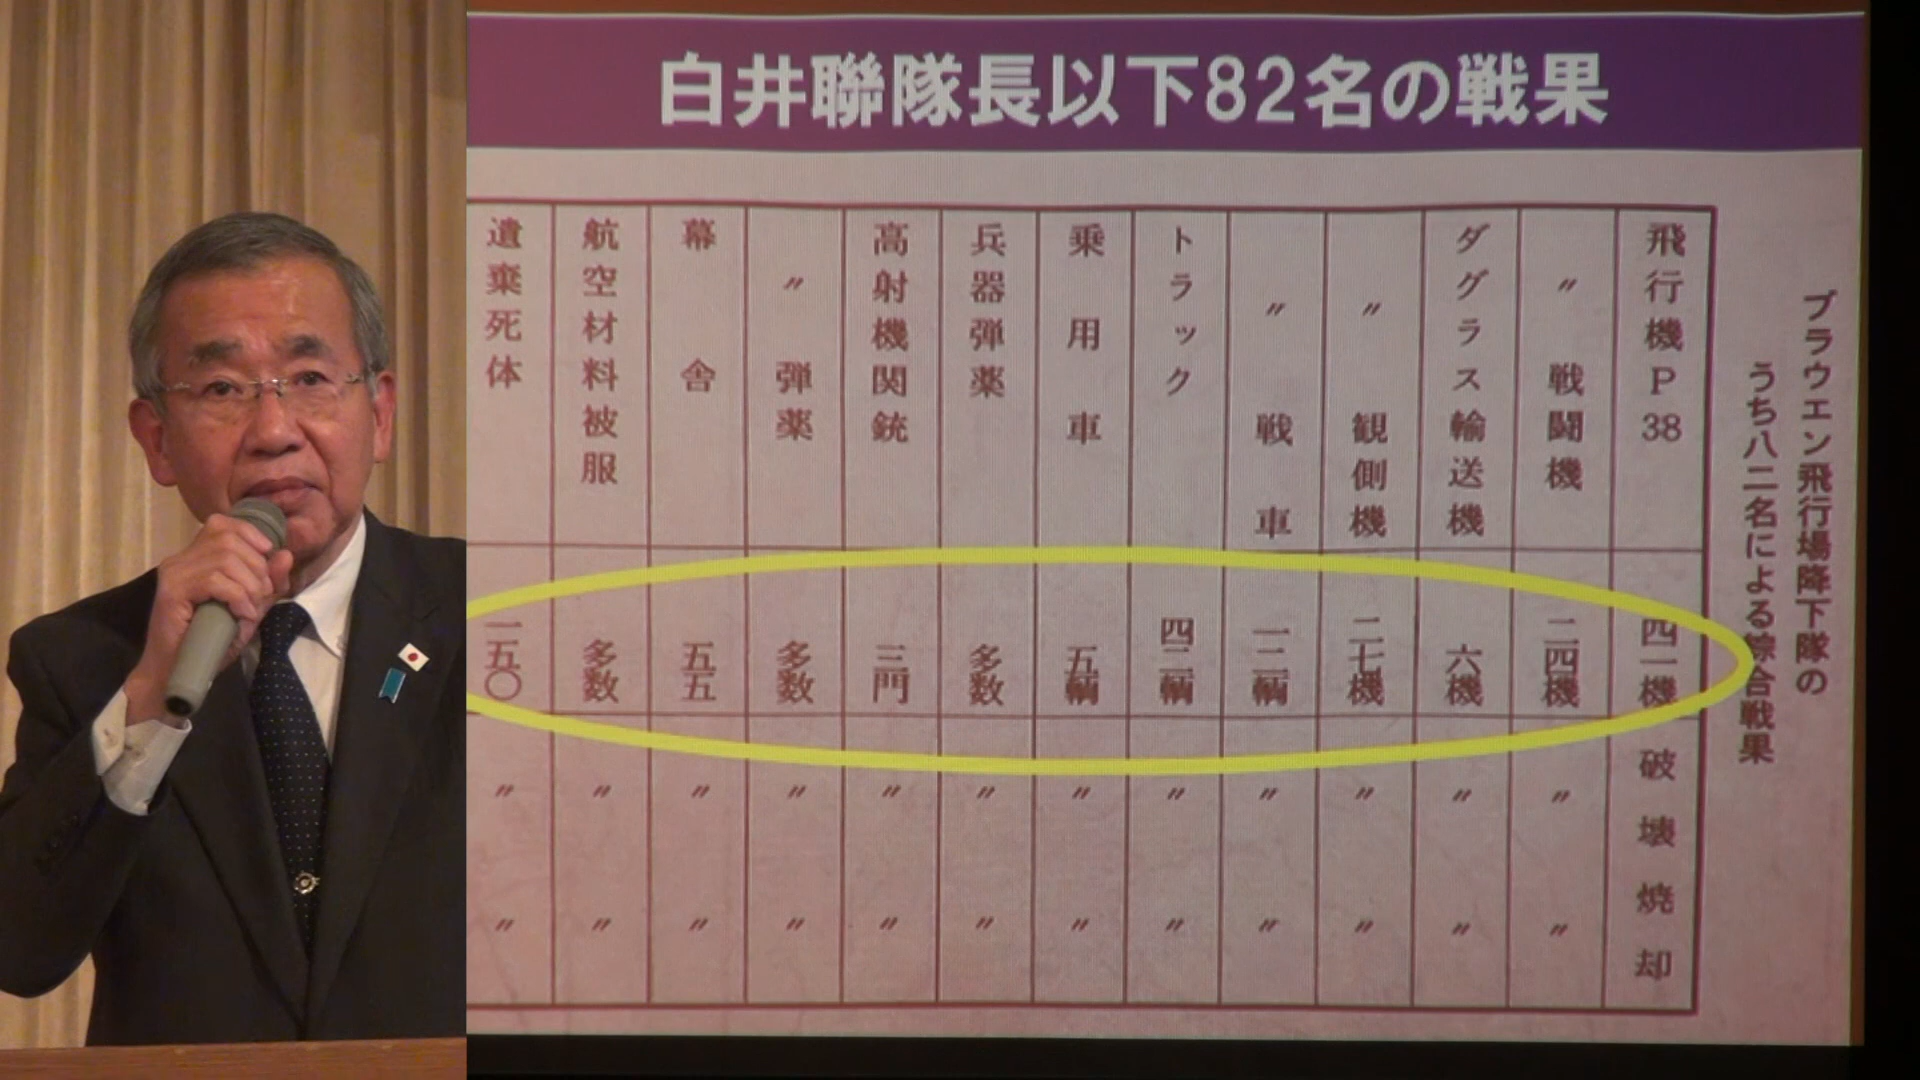 白井聯隊長以下82名の戦果
ブラウエン飛行場降下隊の
うち八二名による綜合戦果
飛行機P38 四一機 破壊焼却
〃戦闘機 二四機 〃 〃
ダグラス輸送機 六機 〃 〃
〃観側機 二七機 〃 〃
〃戦車 一二輌 〃 〃
トラック 四二輌 〃 〃
乗用車 五輌 〃 〃
兵器弾薬 多数 〃 〃
高射機関銃 三門 〃 〃
〃弾薬 多数 〃 〃
幕舎 五五 〃 〃
航空材料被服 多数 〃 〃
遺棄死体 一五〇 〃 〃